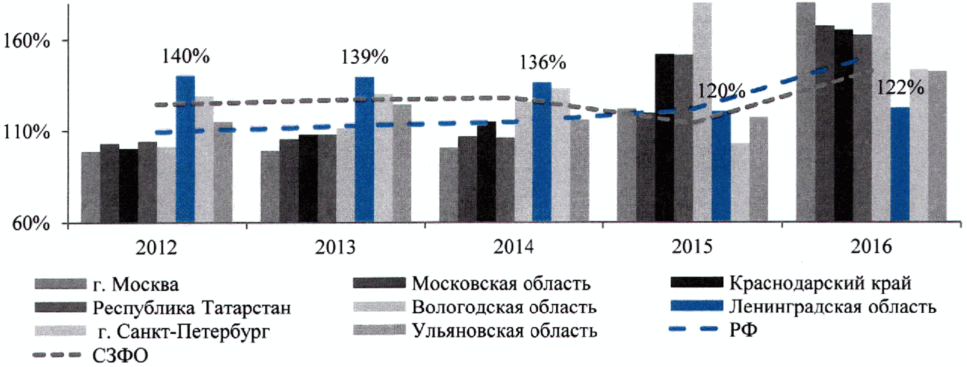 160%
140%
139%
136%
120%
122%
110%
60%
2012 2013 2014 2015 2016
г. Москва Московская область Краснодарский край
Республика Татарстан Вологодская область Ленинградская область
г. Санкт-Петербург Ульяновская область РФ
СЗФО